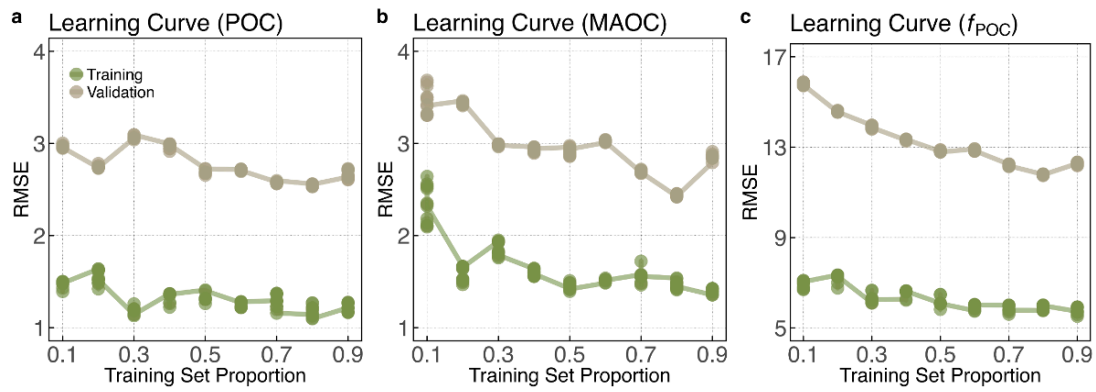 a Learning Curve (POC)
4
3
2
1
RMSE
Training
Validation
0.1 0.3 0.5 0.7 0.9
Training Set Proportion
b Learning Curve (MAOC)
4
3
2
1
RMSE
0.1 0.3 0.5 0.7 0.9
Training Set Proportion
c Learning Curve (fPOC)
17
13
9
5
RMSE
0.1 0.3 0.5 0.7 0.9
Training Set Proportion